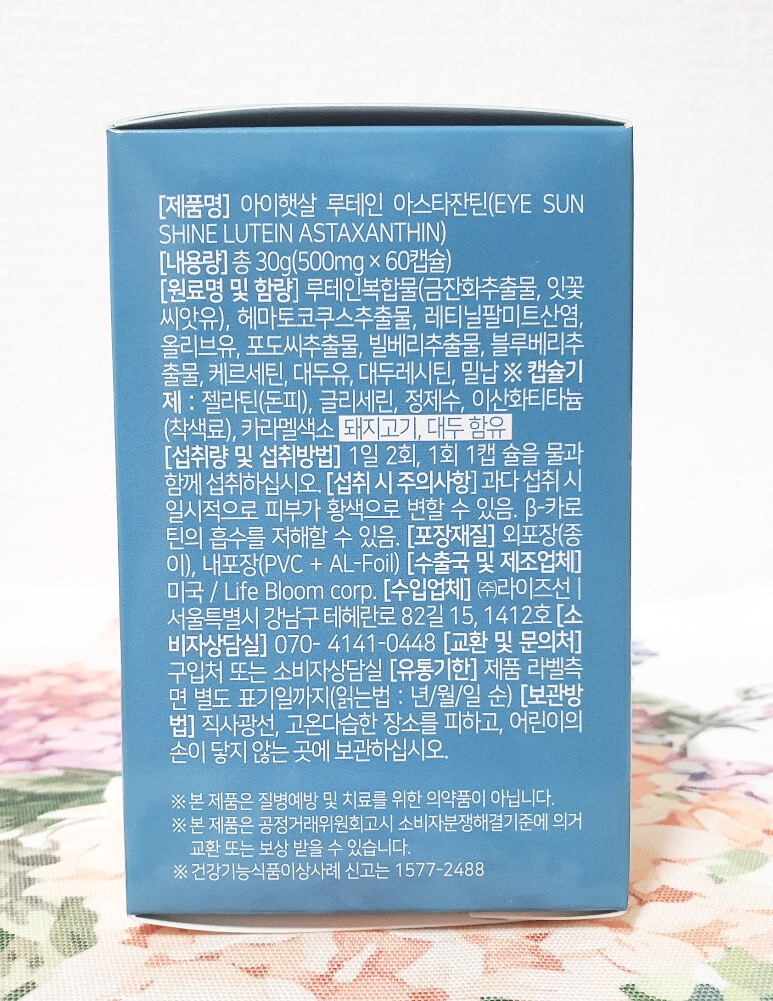 [제품명] 아이햇살 루테인 아스타잔틴(EYE SUN
SHINE LUTEIN ASTAXANTHIN)
[내용량] 총 30g(500mg × 60캡슐)
[원료명 및 함량] 루테인복합물(금잔화추출물, 잇꽃
씨앗유), 헤마토코쿠스추출물, 레티닐팔미트산염,
올리브유, 포도씨추출물, 빌베리추출물, 블루베리추
출물, 케르세틴, 대두유, 대두레시틴, 밀납 ※ 캡슐기
제 : 젤라틴(돈피), 글리세린, 정제수, 이산화티타늄
(착색료), 카라멜색소 돼지고기, 대두 함유
[섭취량 및 섭취방법] 1일 2회, 1회 1캡 슐을 물과
함께 섭취하십시오. [섭취 시 주의사항] 과다 섭취 시
일시적으로 피부가 황색으로 변할 수 있음. β-카로
틴의 흡수를 저해할 수 있음. [포장재질] 외포장(종
이), 내포장(PVC + AL-Foil) [수출국 및 제조업체]
미국 / Life Bloom corp. [수입업체] ㈜라이즈선 |
서울특별시 강남구 테헤란로 82길 15, 1412호 [소
비자상담실] 070- 4141-0448 [교환 및 문의처]
구입처 또는 소비자상담실 [유통기한] 제품 라벨측
면 별도 표기일까지(읽는법 : 년/월/일 순) [보관방
법] 직사광선, 고온다습한 장소를 피하고, 어린이의
손이 닿지 않는 곳에 보관하십시오.
※ 본 제품은 질병예방 및 치료를 위한 의약품이 아닙니다.
※ 본 제품은 공정거래위원회고시 소비자분쟁해결기준에 의거
교환 또는 보상 받을 수 있습니다.
※ 건강기능식품이상사례 신고는 1577-2488